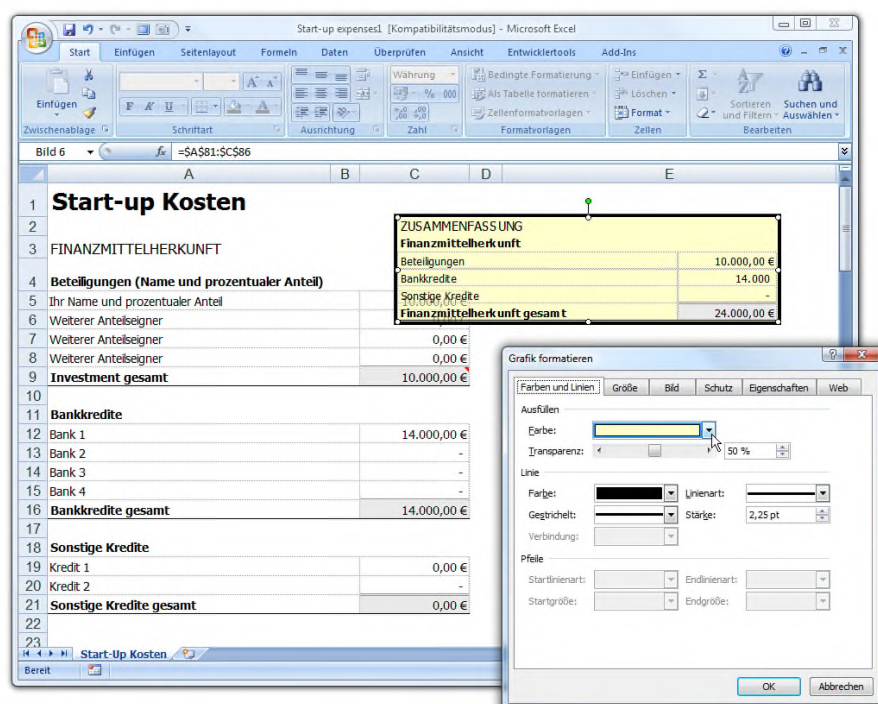 Start-up expenses1 [Kompatibilitätsmodus] - Microsoft Excel
Start Einfügen Seitenlayout Formeln Daten Überprüfen Ansicht Entwicklertools Add-Ins
Einfügen
F K U
Währung
% 000
Bedingte Formatierung
Als Tabelle formatieren
Zellenformatvorlagen
Einfügen
Löschen
Format
Σ
Sortieren und Filtern
Suchen und Auswählen
Zwischenablage Schriftart Ausrichtung Zahl Formatvorlagen Zellen Bearbeiten
Bild 6 fx =$A$81:$C$86
A B C D E
1 Start-up Kosten
2
3 FINANZMITTELHERKUNFT
4 Beteiligungen (Name und prozentualer Anteil)
5 Ihr Name und prozentualer Anteil 10.000,00 €
6 Weiterer Anteilseigner
7 Weiterer Anteilseigner 0,00 €
8 Weiterer Anteilseigner 0,00 €
9 Investment gesamt 10.000,00 €
10
11 Bankkredite
12 Bank 1 14.000,00 €
13 Bank 2 -
14 Bank 3 -
15 Bank 4 -
16 Bankkredite gesamt 14.000,00 €
17
18 Sonstige Kredite
19 Kredit 1 0,00 €
20 Kredit 2 -
21 Sonstige Kredite gesamt 0,00 €
22
23
ZUSAMMENFASSUNG
Finanzmittelherkunft
Beteiligungen 10.000,00 €
Bankkredite 14.000
Sonstige Kredite -
Finanzmittelherkunft gesamt 24.000,00 €
Grafik formatieren
Farben und Linien Größe Bild Schutz Eigenschaften Web
Ausfüllen
Farbe:
Transparenz: 50 %
Linie
Farbe: Linienart:
Gestrichelt: Stärke: 2,25 pt
Verbindung:
Pfeile
Startlinienart: Endlinienart:
Startgröße: Endgröße:
OK Abbrechen
Start-Up Kosten
Bereit